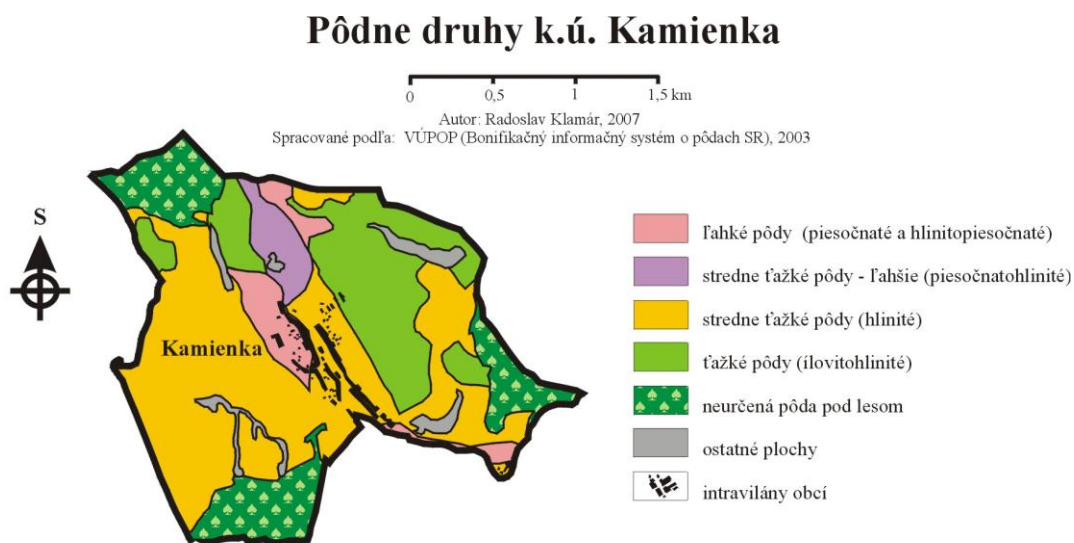 Pôdne druhy k.ú. Kamienka
0 0,5 1 1,5 km
Autor: Radoslav Klamár, 2007
Spracované podľa: VÚPOP (Bonifikačný informačný systém o pôdach SR), 2003
S
Kamienka
ľahké pôdy (piesočnaté a hlinitopiesočnaté)
stredne ťažké pôdy - ľahšie (piesočnatohlinité)
stredne ťažké pôdy (hlinité)
ťažké pôdy (ílovitohlinité)
neurčená pôda pod lesom
ostatné plochy
intravilány obcí